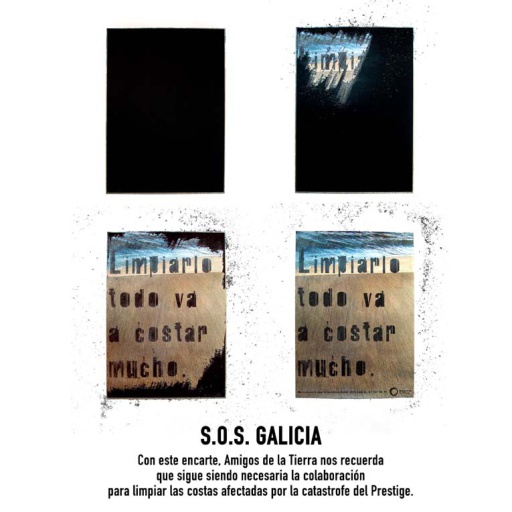 Limpi
Limpiarlo
todo va
a costar
mucho.
Limpiarlo
todo va
a costar
mucho.
S.O.S. GALICIA
Con este encarte, Amigos de la Tierra nos recuerda
que sigue siendo necesaria la colaboración
para limpiar las costas afectadas por la catastrofe del Prestige.